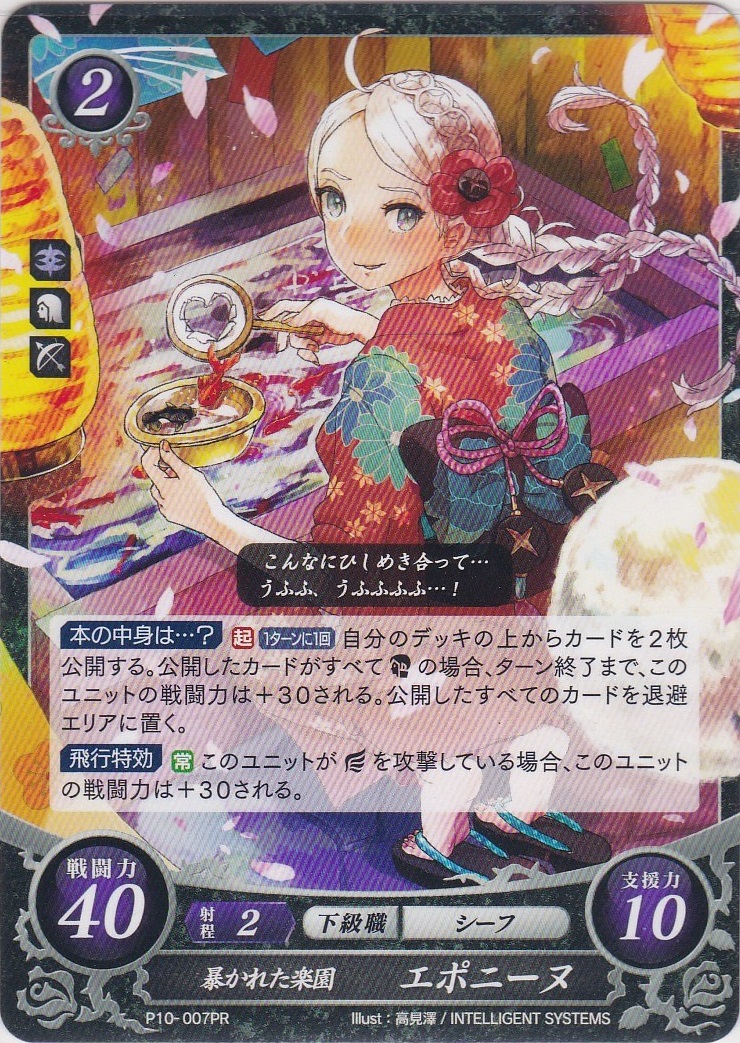 2
こんなにひしめき合って…
うふふ、うふふふふ…！
本の中身は…？ 起 1ターンに1回 自分のデッキの上からカードを2枚
公開する。公開したカードがすべて の場合、ターン終了まで、この
ユニットの戦闘力は＋30される。公開したすべてのカードを退避
エリアに置く。
飛行特効 常 このユニットが を攻撃している場合、このユニット
の戦闘力は＋30される。
戦闘力
40
射程 2
下級職 シーフ
支援力
10
暴かれた楽園 エポニーヌ
P10-007PR Illust：高見澤 / INTELLIGENT SYSTEMS